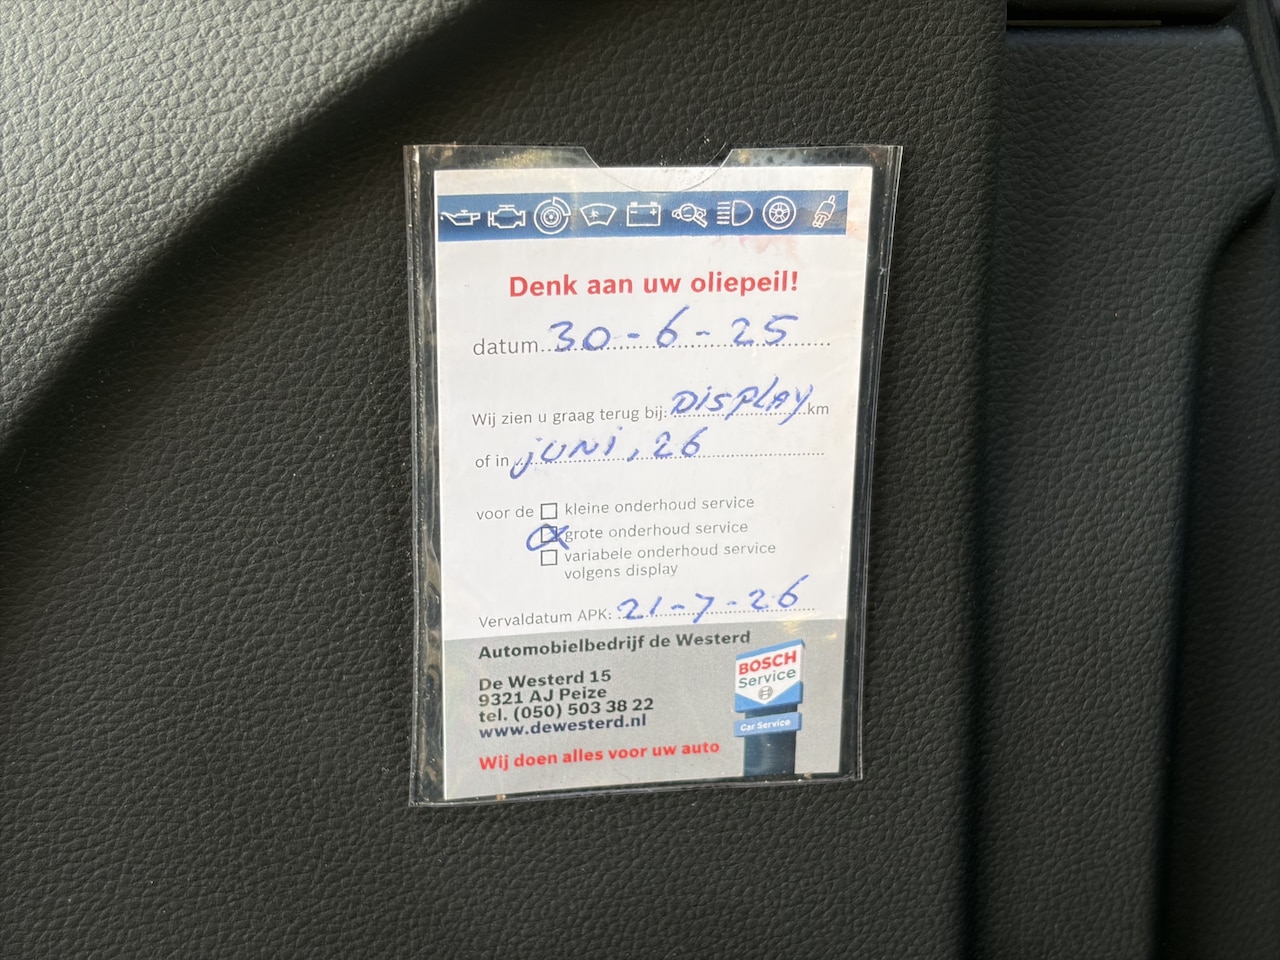 Denk aan uw oliepeil!
datum 30-6-25
Wij zien u graag terug bij: DISPLAY km
of in juni, 26
voor de kleine onderhoud service
grote onderhoud service
variabele onderhoud service
volgens display
Vervaldatum APK: 21-7-26
Automobielbedrijf de Westerd
De Westerd 15
9321 AJ Peize
tel. (050) 503 38 22
www.dewesterd.nl
Wij doen alles voor uw auto
BOSCH
Service
Car Service